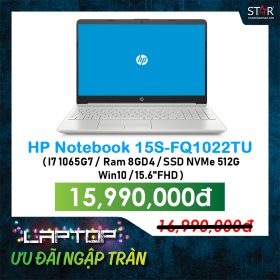 STAR
hp
HP Notebook 15S-FQ1022TU
( I7 1065G7 / Ram 8GD4 / SSD NVMe 512G
Win10 / 15.6"FHD )
15,990,000đ
16,990,000đ
LAPTOP
ƯU ĐÃI NGẬP TRÀN